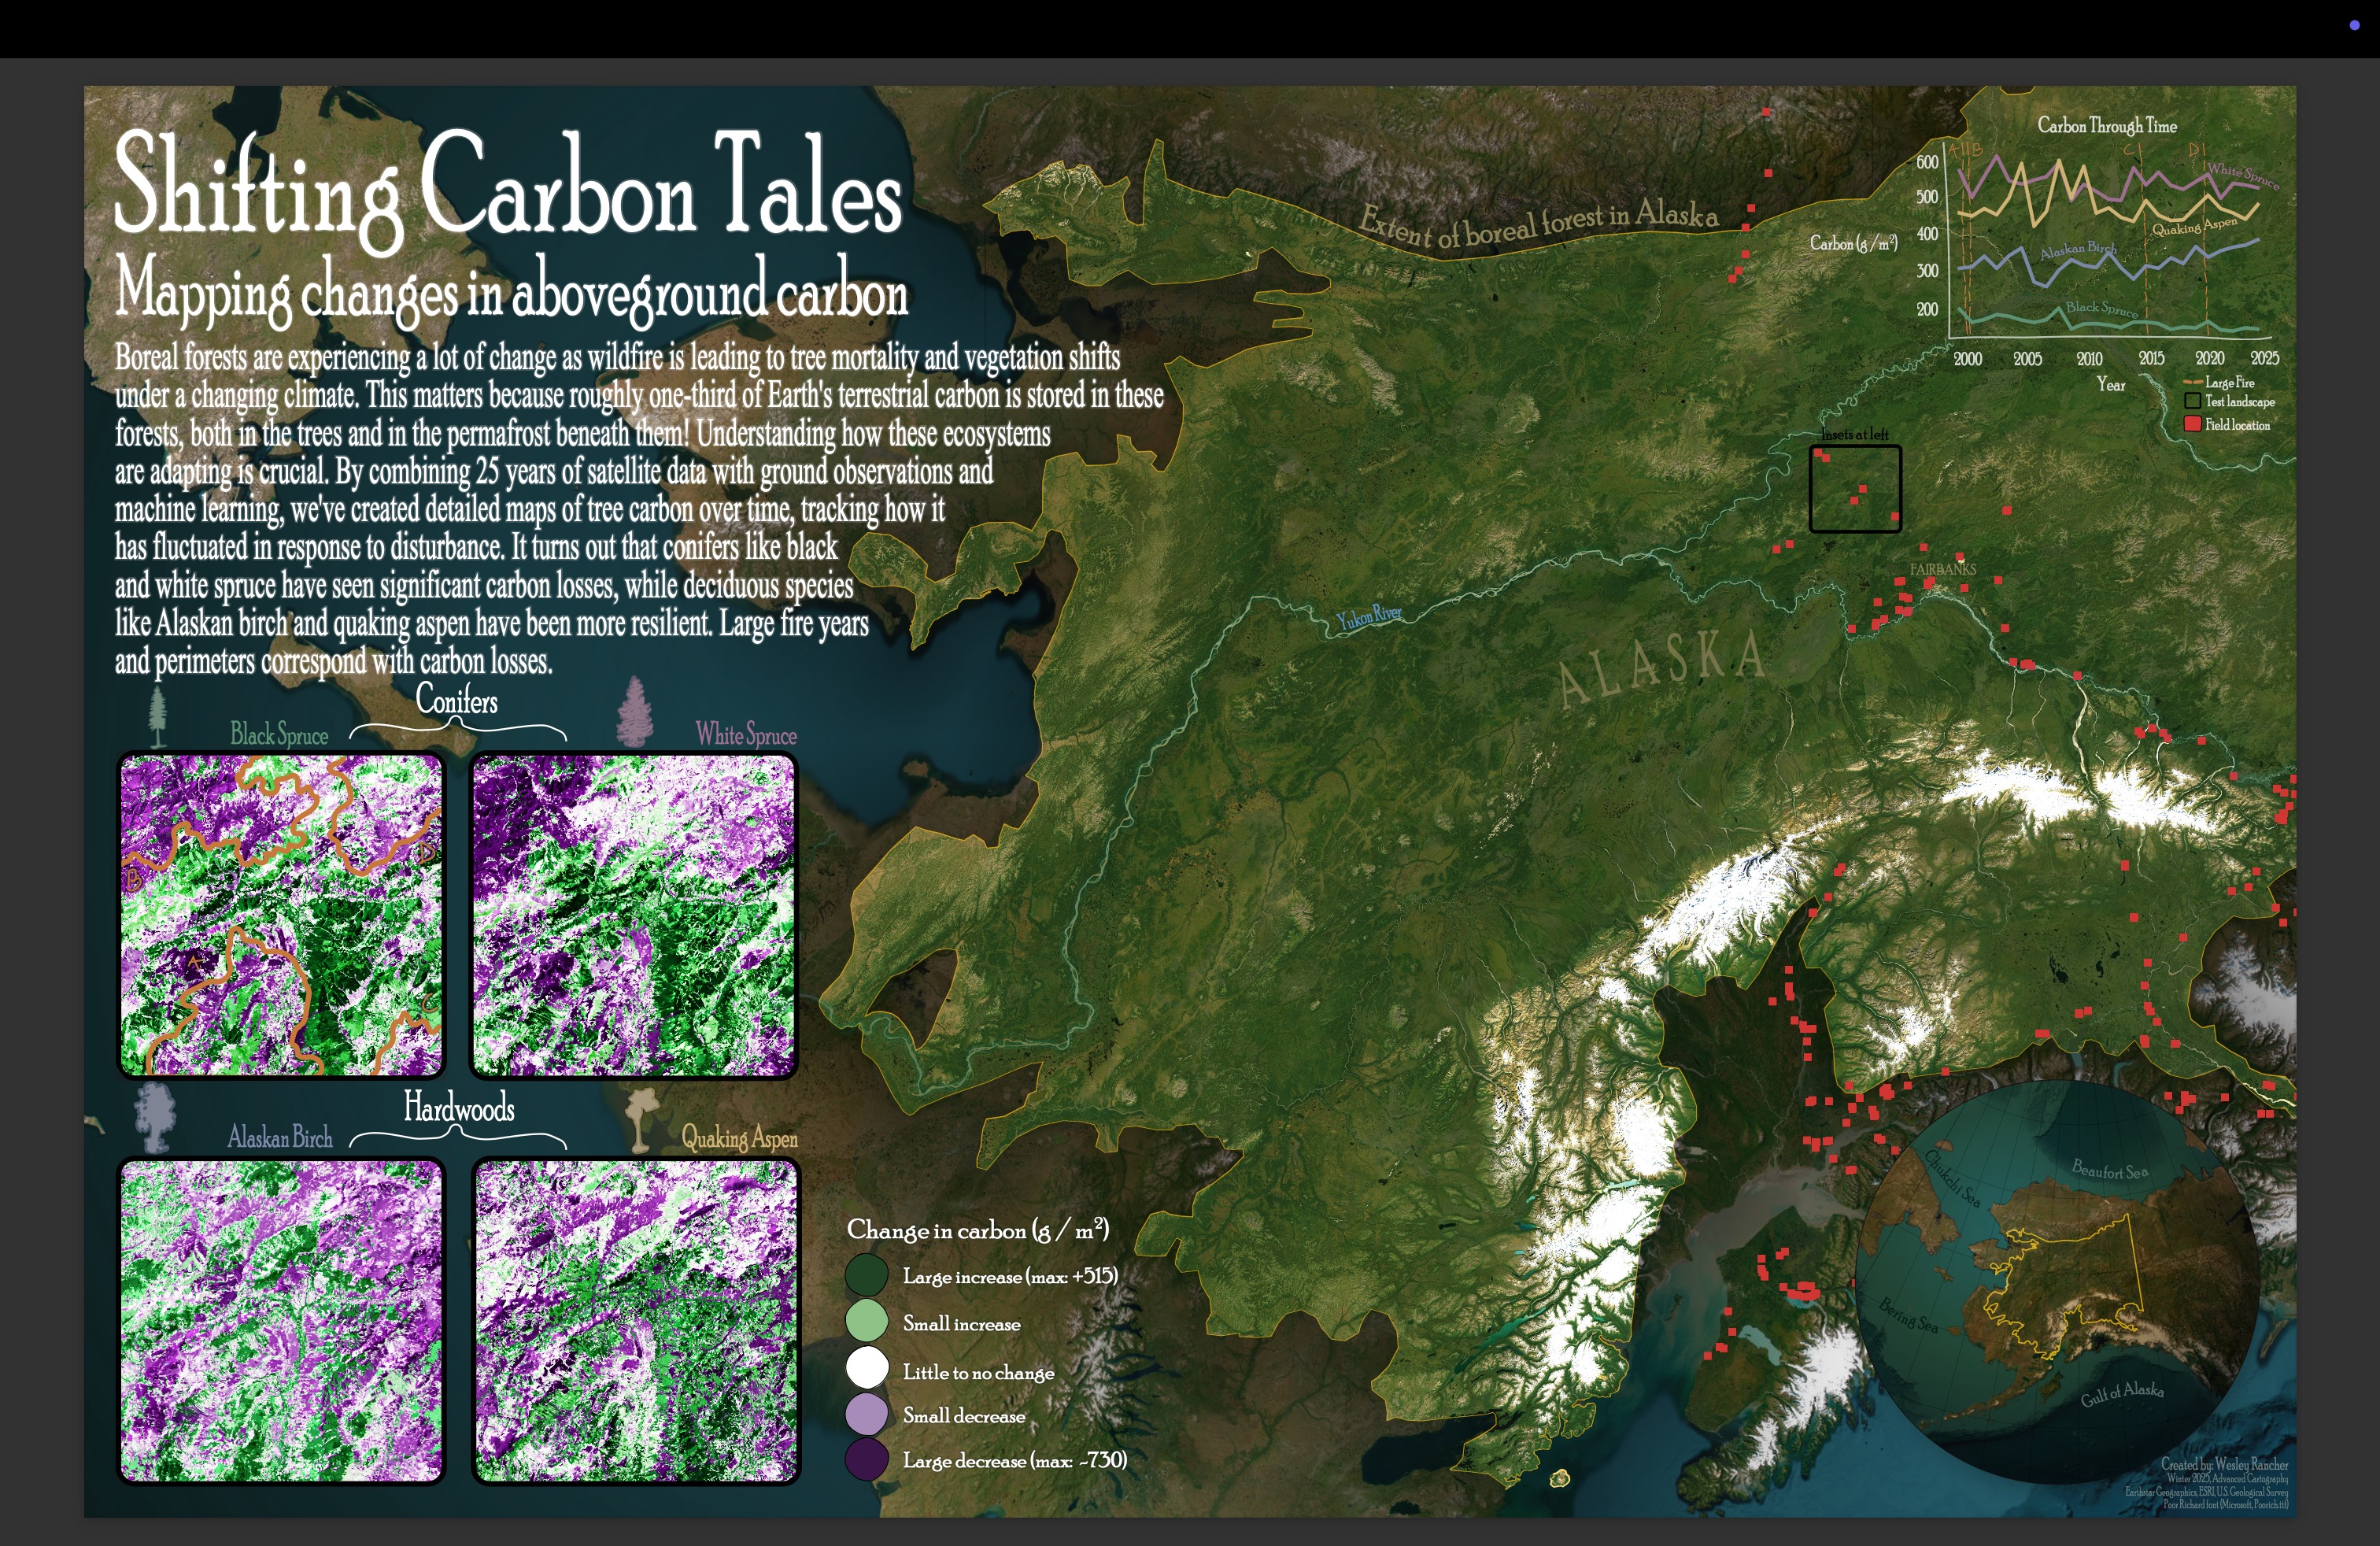 Shifting Carbon Tales
Mapping changes in aboveground carbon
Boreal forests are experiencing a lot of change as wildfire is leading to tree mortality and vegetation shifts
under a changing climate. This matters because roughly one-third of Earth's terrestrial carbon is stored in these
forests, both in the trees and in the permafrost beneath them! Understanding how these ecosystems
are adapting is crucial. By combining 25 years of satellite data with ground observations and
machine learning, we've created detailed maps of tree carbon over time, tracking how it
has fluctuated in response to disturbance. It turns out that conifers like black
and white spruce have seen significant carbon losses, while deciduous species
like Alaskan birch and quaking aspen have been more resilient. Large fire years
and perimeters correspond with carbon losses.
Conifers
Black Spruce
White Spruce
B
D
A
C
Hardwoods
Alaskan Birch
Quaking Aspen
Change in carbon (g / m²)
Large increase (max: +515)
Small increase
Little to no change
Small decrease
Large decrease (max: -730)
Extent of boreal forest in Alaska
Yukon River
ALASKA
FAIRBANKS
Insets at left
Carbon Through Time
Carbon (g / m²)
600
500
400
300
200
A
B
C
D
White Spruce
Quaking Aspen
Alaskan Birch
Black Spruce
2000
2005
2010
2015
2020
2025
Year
Large Fire
Test landscape
Field location
Chukchi Sea
Beaufort Sea
Bering Sea
Gulf of Alaska
Created by: Wesley Rancher
Winter 2025, Advanced Cartography
Earthstar Geographics, ESRI, U.S. Geological Survey
Poor Richard font (Microsoft, Poorich.ttf)